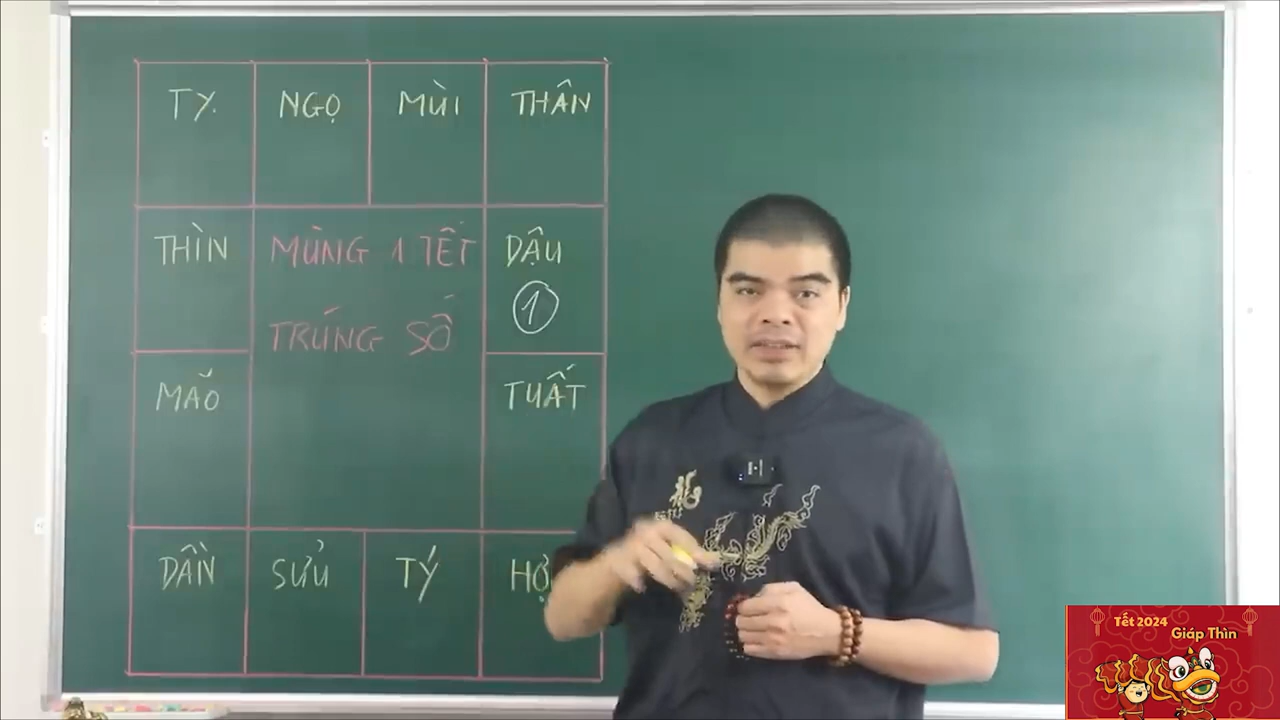 TỴ
NGỌ
MÙI
THÂN
THÌN
MÙNG 1 TẾT
DẬU
1
TRÚNG SỐ
MÃO
TUẤT
DẦN
SỬU
TÝ
HỢ
Tết 2024
Giáp Thìn